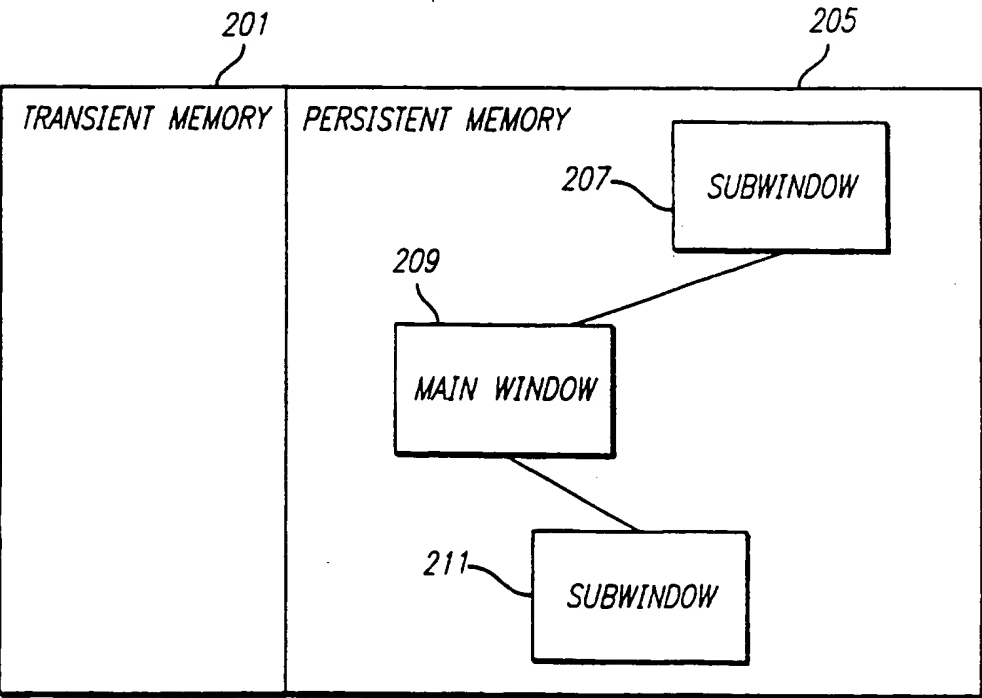 201
205
TRANSIENT MEMORY
PERSISTENT MEMORY
207
SUBWINDOW
209
MAIN WINDOW
211
SUBWINDOW